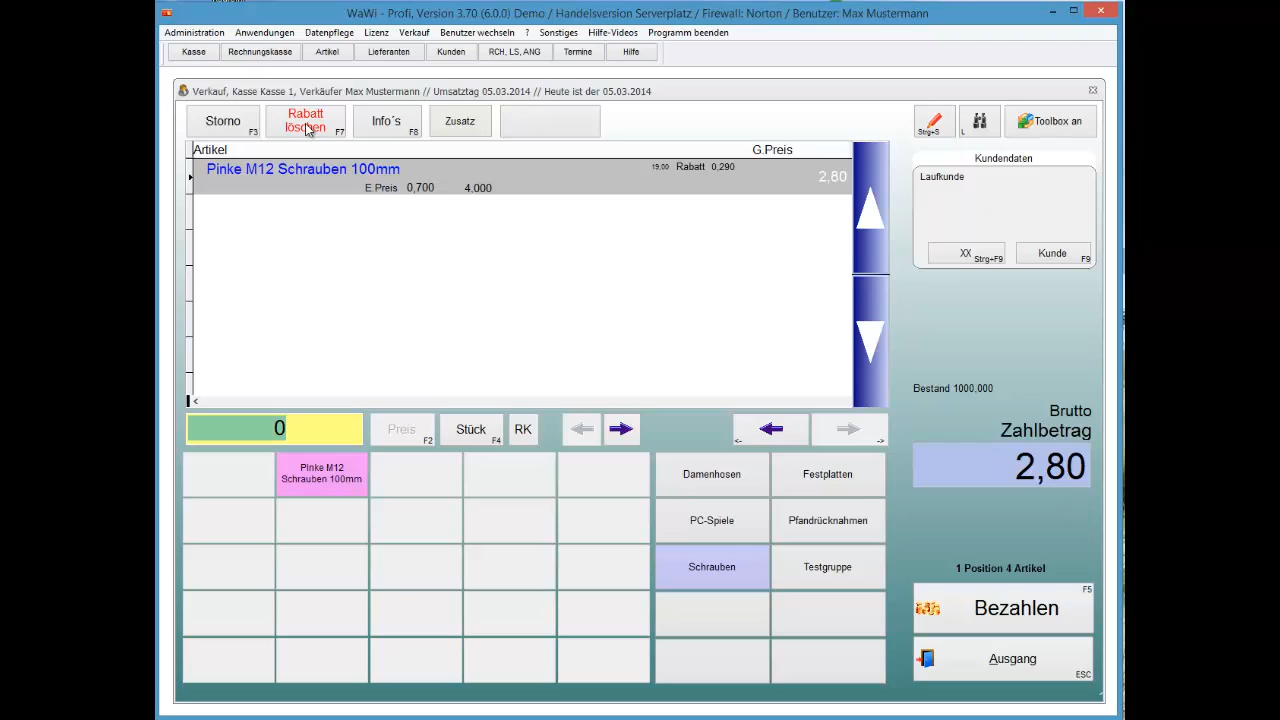 WaWi - Profi, Version 3.70 (6.0.0) Demo / Handelsversion Serverplatz / Firewall: Norton / Benutzer: Max Mustermann
Administration Anwendungen Datenpflege Lizenz Verkauf Benutzer wechseln ? Sonstiges Hilfe-Videos Programm beenden
Kasse Rechnungskasse Artikel Lieferanten Kunden RCH, LS, ANG Termine Hilfe
Verkauf, Kasse Kasse 1, Verkäufer Max Mustermann // Umsatztag 05.03.2014 // Heute ist der 05.03.2014
Storno F3
Rabatt
löschen F7
Info´s F8
Zusatz
Strg+S
L
Toolbox an
Artikel G.Preis
Pinke M12 Schrauben 100mm 19,00 Rabatt 0,290
2,80
E.Preis 0,700 4,000
Kundendaten
Laufkunde
XX Strg+F9 Kunde F9
Bestand 1000,000
Brutto
Zahlbetrag
2,80
0 Preis F2 Stück F4 RK <- ->
Pinke M12
Schrauben 100mm
Damenhosen Festplatten
PC-Spiele Pfandrücknahmen
Schrauben Testgruppe
1 Position 4 Artikel
Bezahlen F5
Ausgang ESC